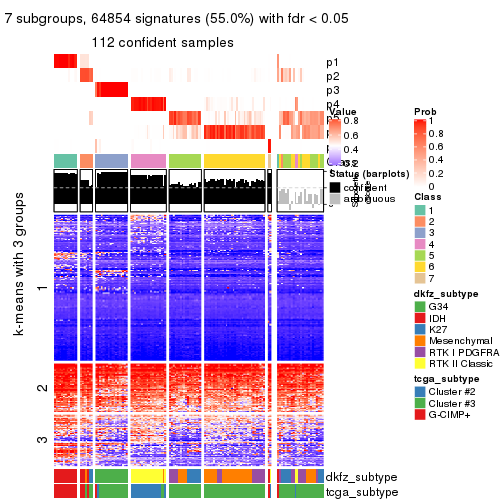 7 subgroups, 64854 signatures (55.0%) with fdr < 0.05
112 confident samples
p1
p2
p3
p4
k-means with 3 groups
1
2
3
dkfz_subtype
tcga_subtype
Value
0.8
0.6
0.4
Status (barplots)
confident
ambiguous
Prob
1
0.8
0.6
0.4
0.2
0
Class
1
2
3
4
5
6
7
dkfz_subtype
G34
IDH
K27
Mesenchymal
RTK I PDGFRA
RTK II Classic
tcga_subtype
Cluster #2
Cluster #3
G-CIMP+